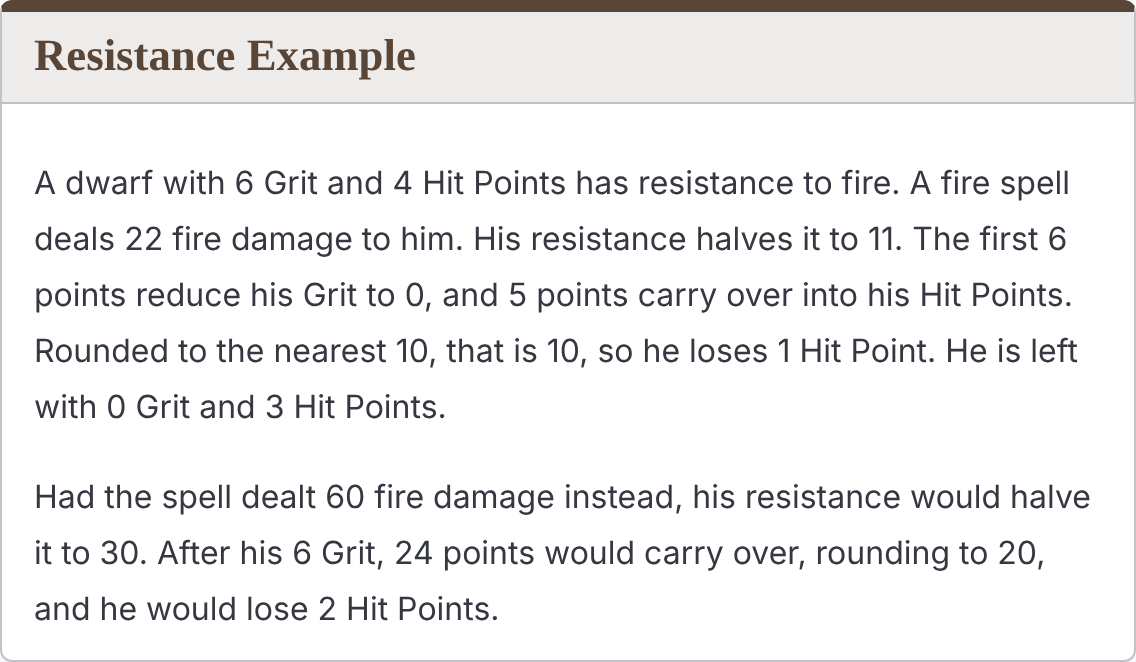 Resistance Example
A dwarf with 6 Grit and 4 Hit Points has resistance to fire. A fire spell
deals 22 fire damage to him. His resistance halves it to 11. The first 6
points reduce his Grit to 0, and 5 points carry over into his Hit Points.
Rounded to the nearest 10, that is 10, so he loses 1 Hit Point. He is left
with 0 Grit and 3 Hit Points.
Had the spell dealt 60 fire damage instead, his resistance would halve
it to 30. After his 6 Grit, 24 points would carry over, rounding to 20,
and he would lose 2 Hit Points.